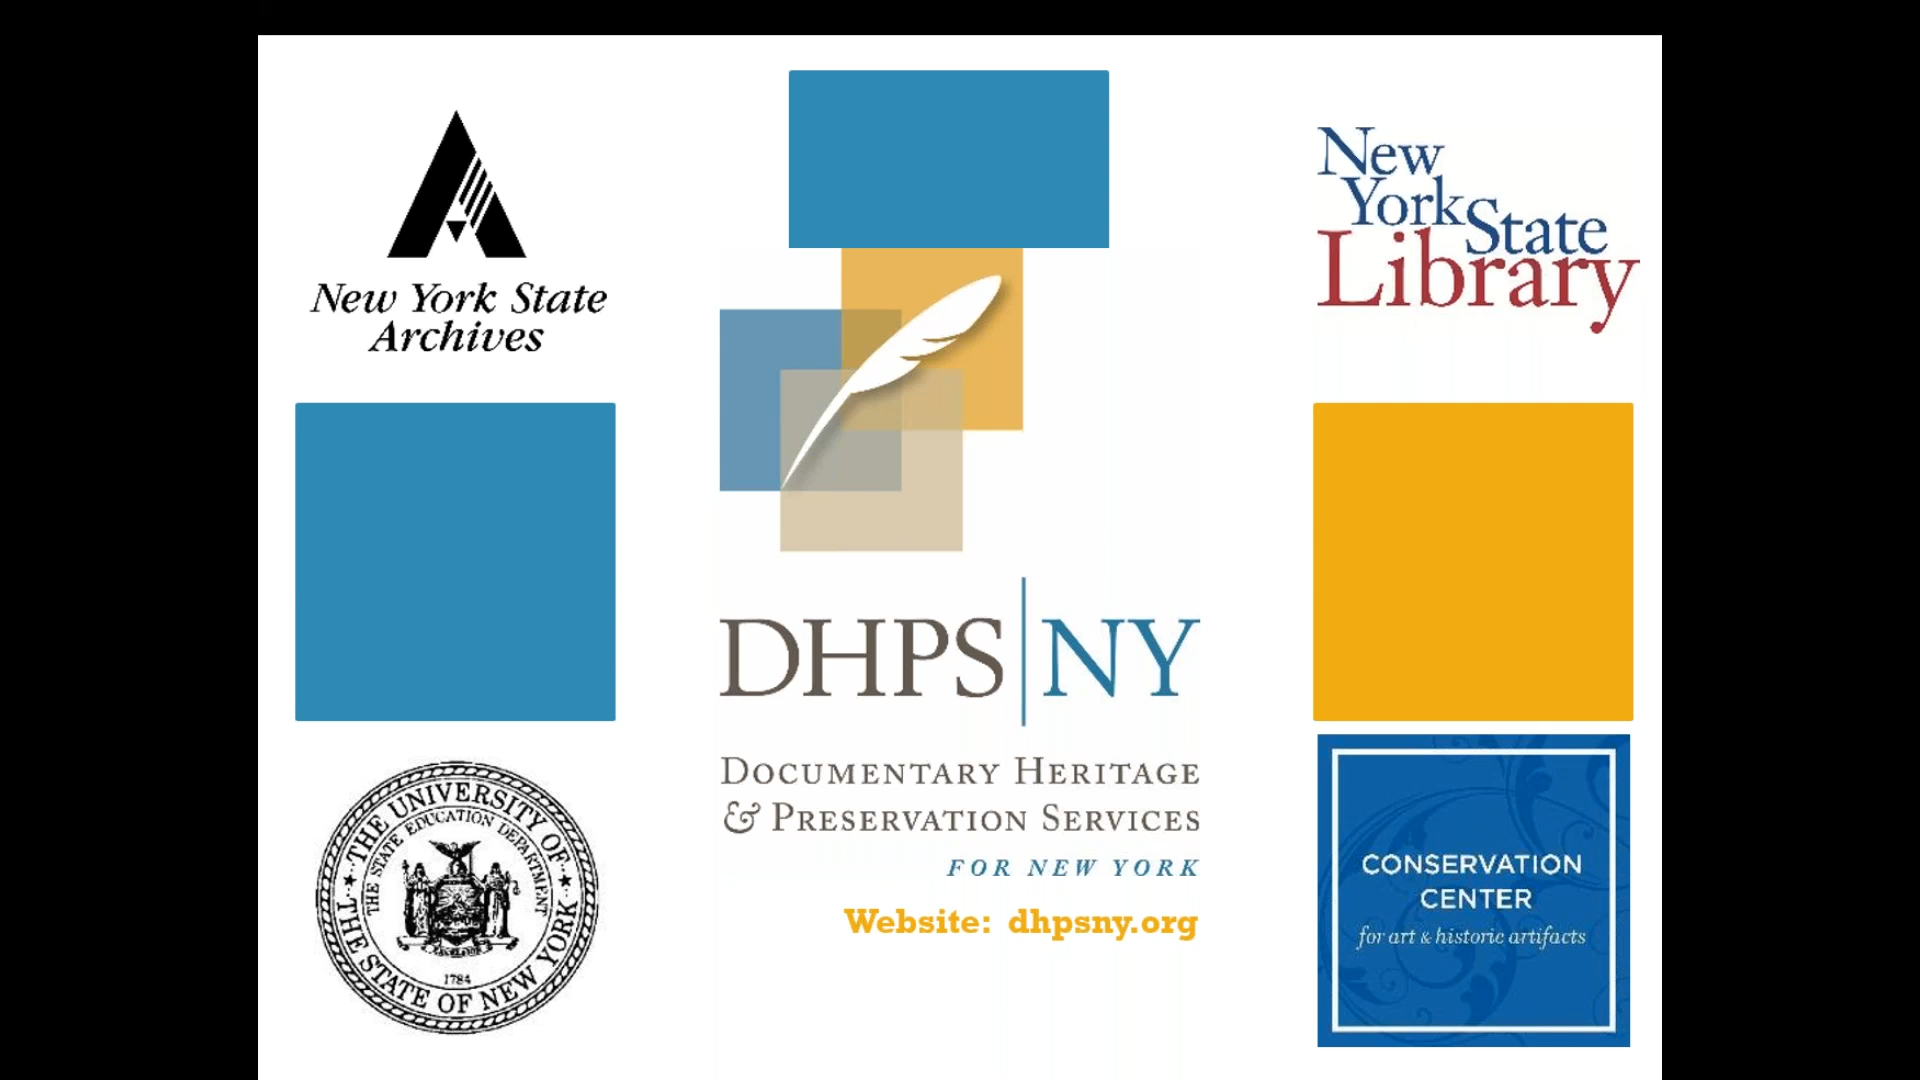 New York State
Archives
New
York State
Library
DHPS|NY
DOCUMENTARY HERITAGE
& PRESERVATION SERVICES
FOR NEW YORK
Website:  dhpsny.org
THE UNIVERSITY OF THE STATE OF NEW YORK
THE STATE EDUCATION DEPARTMENT
EXCELSIOR
1784
CONSERVATION
CENTER
for art & historic artifacts